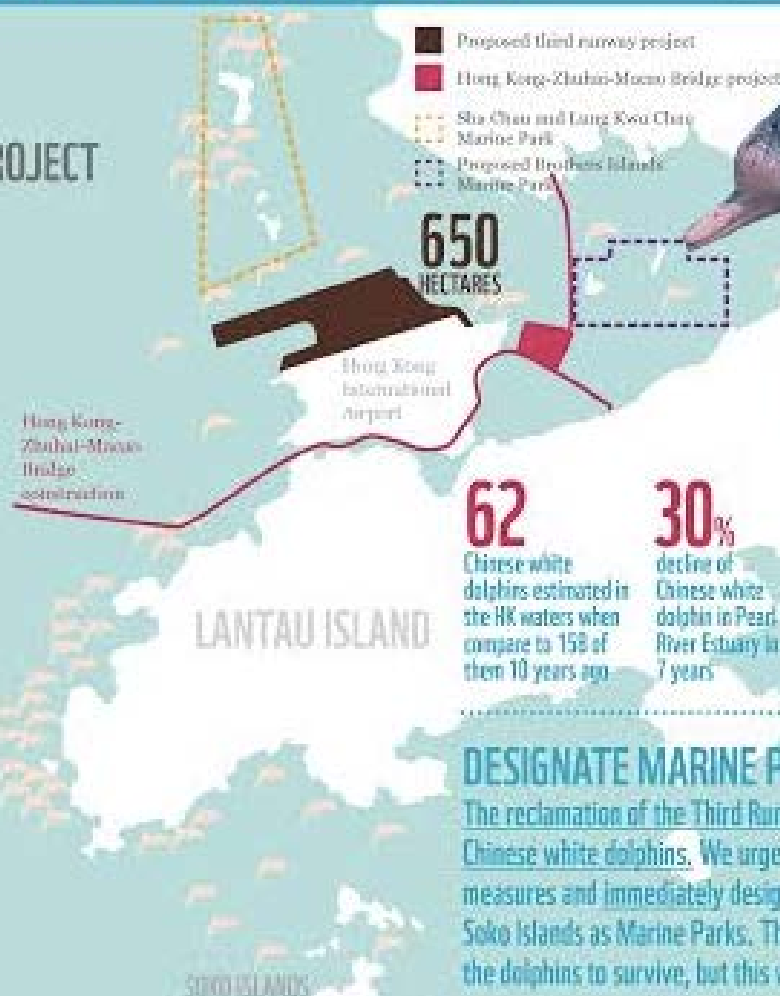 Proposed third runway project
Hong Kong-Zhuhai-Macao Bridge project
Sha Chau and Lung Kwu Chau
Marine Park
Proposed Brothers Islands
Marine Park
ROJECT
650
HECTARES
Hong Kong
International
Airport
Hong Kong-
Zhuhai-Macao
Bridge
construction
62
Chinese white
dolphins estimated in
the HK waters when
compare to 158 of
them 10 years ago
30%
decline of
Chinese white
dolphin in Pearl
River Estuary in
7 years
LANTAU ISLAND
DESIGNATE MARINE P
The reclamation of the Third Run
Chinese white dolphins. We urge
measures and immediately desig
Soko Islands as Marine Parks. Th
the dolphins to survive, but this w
SOKO ISLANDS